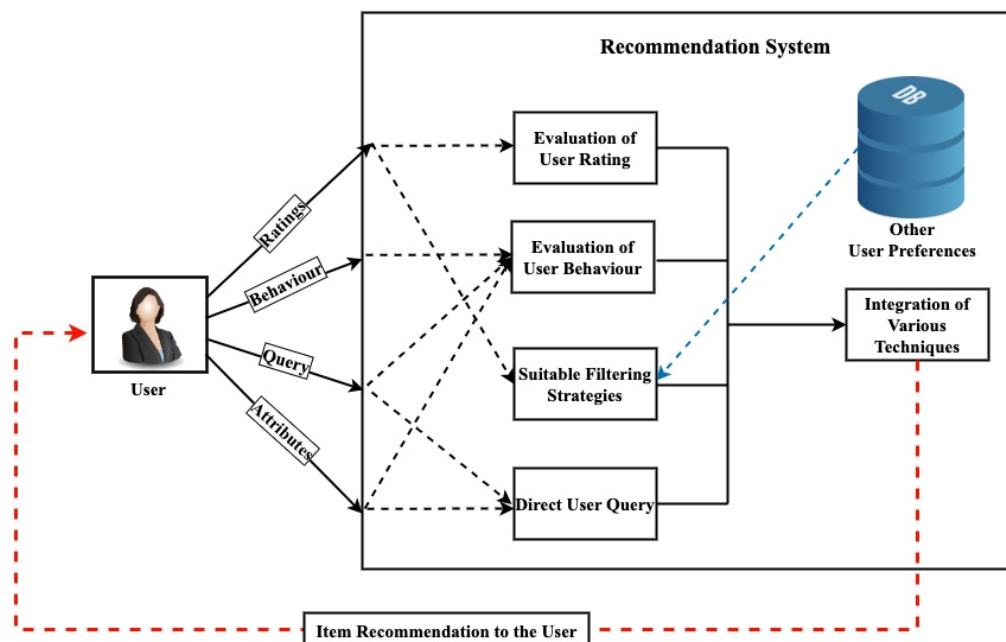 Recommendation System
DB
Evaluation of
User Rating
Ratings
Other
User Preferences
Evaluation of
User Behaviour
Behaviour
Integration of
Various
Techniques
Query
User
Suitable Filtering
Strategies
Attributes
Direct User Query
Item Recommendation to the User